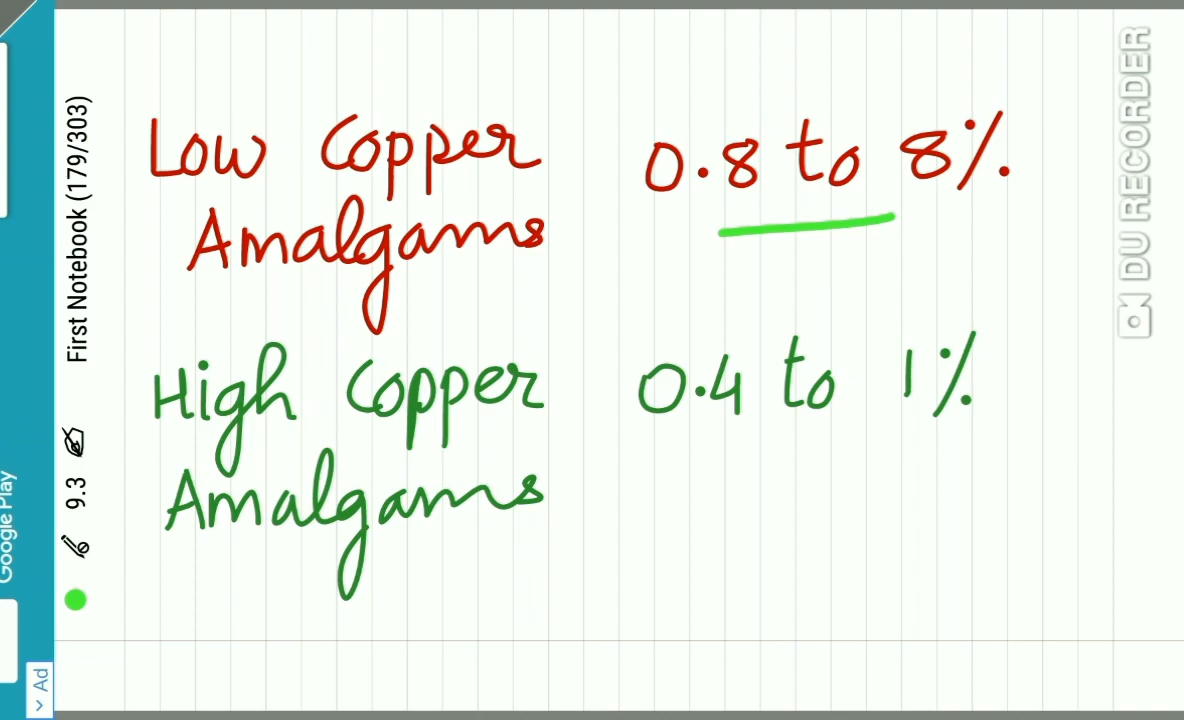 Low Copper 0.8 to 8%
Amalgams
High Copper 0.4 to 1%
Amalgams
First Notebook (179/303)
9.3
Google Play
Ad
DU RECORDER